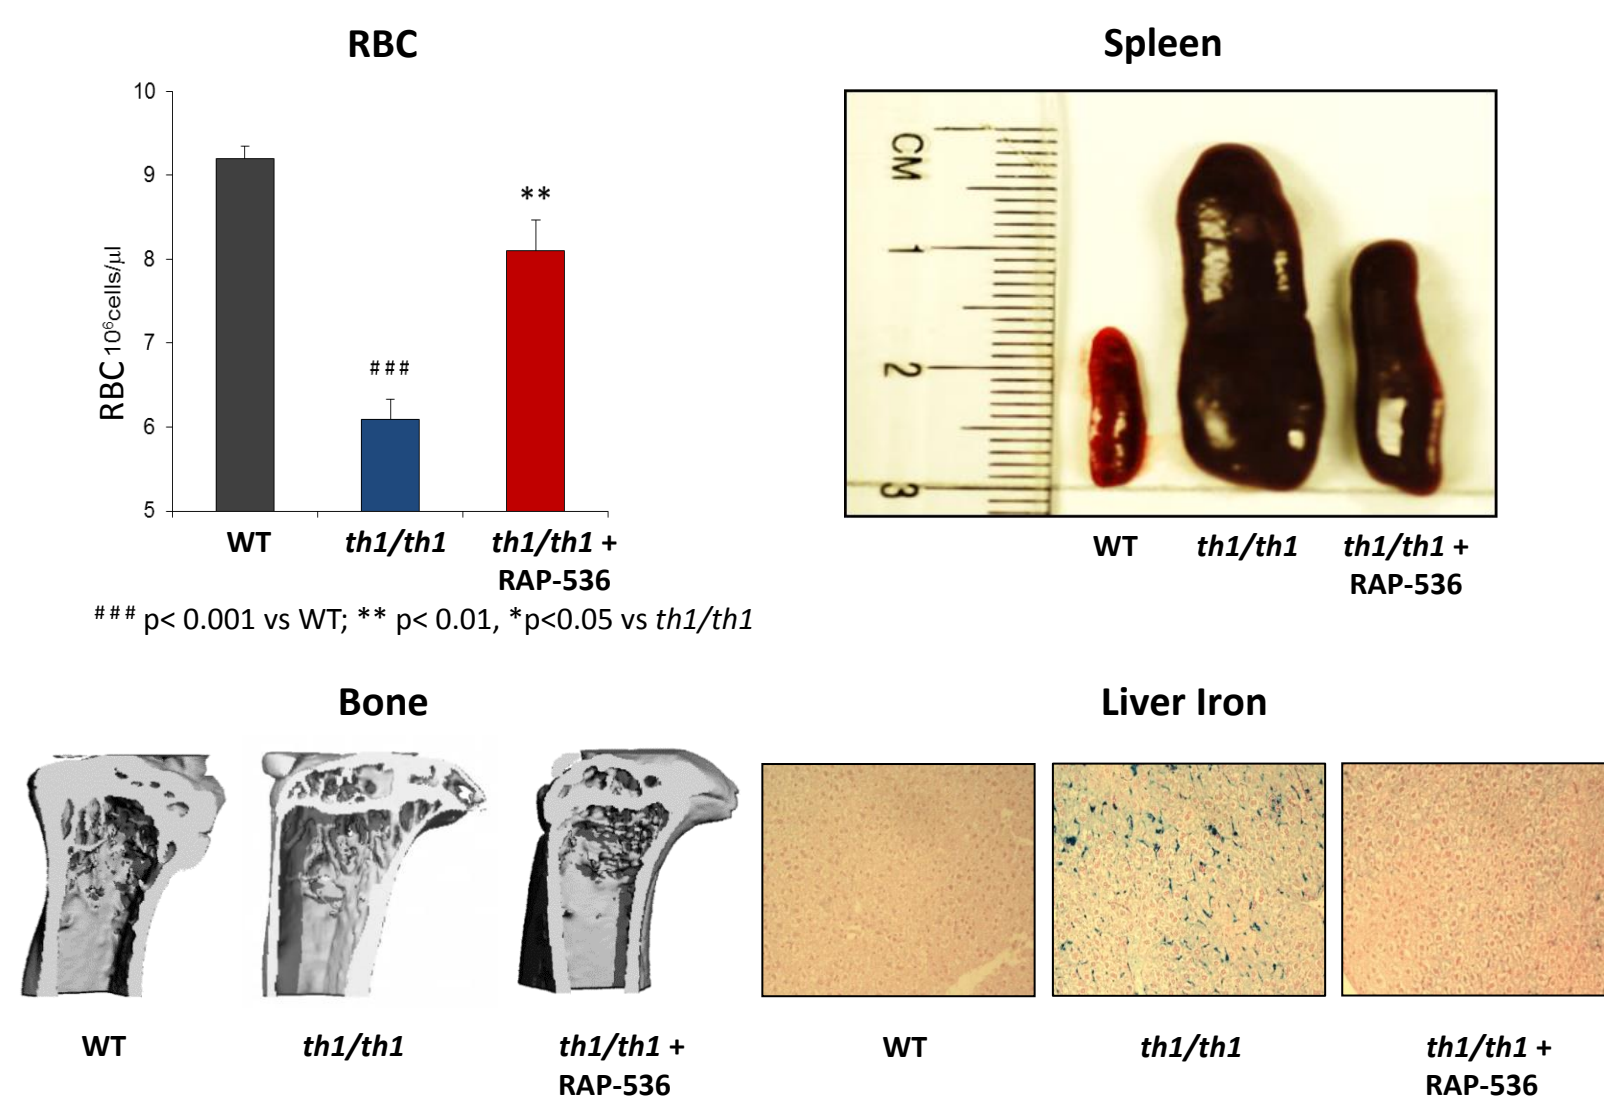 RBC
10
9
8
7
6
5
RBC 10⁶cells/µl
###
**
WT
th1/th1
th1/th1 +
RAP-536
### p< 0.001 vs WT; ** p< 0.01, *p<0.05 vs th1/th1
Spleen
CM
1
2
3
WT
th1/th1
th1/th1 +
RAP-536
Bone
WT
th1/th1
th1/th1 +
RAP-536
Liver Iron
WT
th1/th1
th1/th1 +
RAP-536